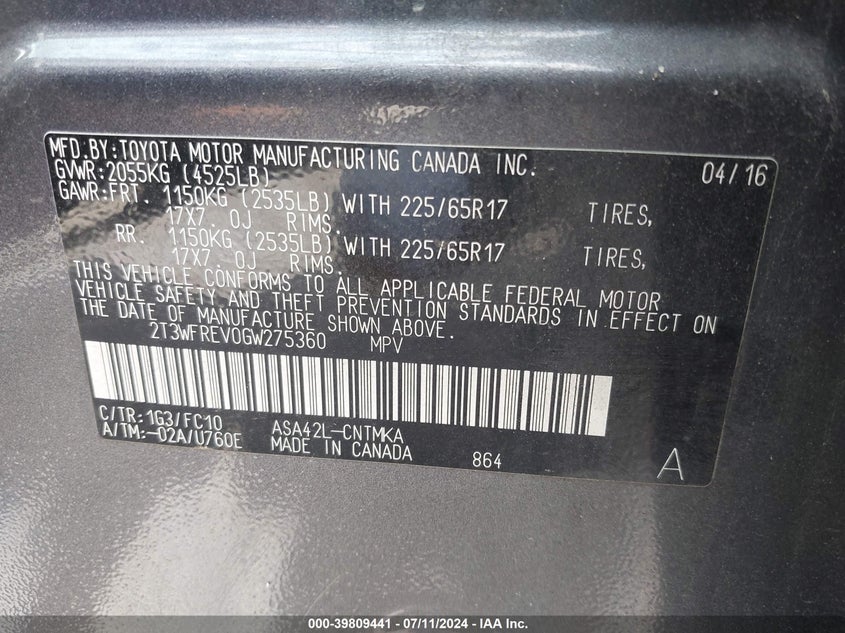 MFD.BY:TOYOTA MOTOR MANUFACTURING CANADA INC. 04/16
GVWR:2055KG (4525LB)
GAWR:FRT. 1150KG (2535LB) WITH 225/65R17 TIRES,
17X7.0J RIMS.
RR. 1150KG (2535LB) WITH 225/65R17 TIRES,
17X7.0J RIMS.
THIS VEHICLE CONFORMS TO ALL APPLICABLE FEDERAL MOTOR
VEHICLE SAFETY AND THEFT PREVENTION STANDARDS IN EFFECT ON
THE DATE OF MANUFACTURE SHOWN ABOVE.
2T3WFREV0GW275360 MPV
C/TR:1G3/FC10 ASA42L-CNTMKA
A/TM:-02A/U760E MADE IN CANADA 864 A
000-39809441 - 07/11/2024 - IAA Inc.